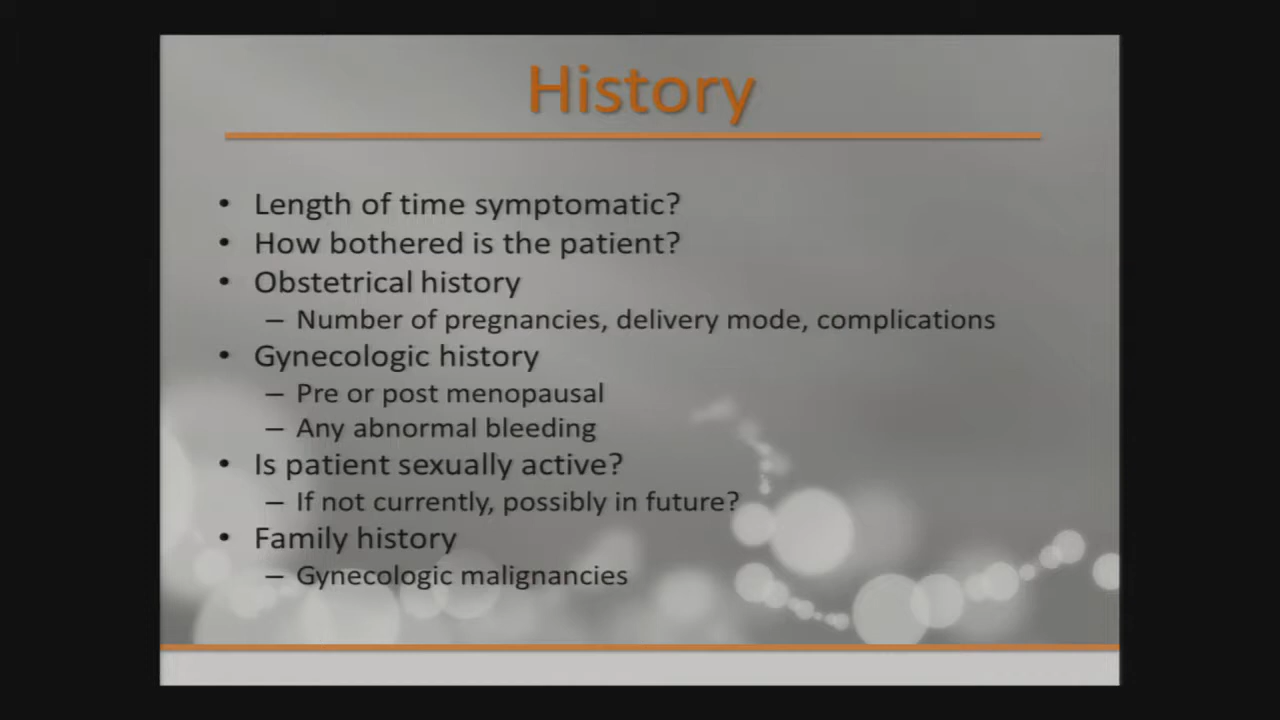 History
• Length of time symptomatic?
• How bothered is the patient?
• Obstetrical history
– Number of pregnancies, delivery mode, complications
• Gynecologic history
– Pre or post menopausal
– Any abnormal bleeding
• Is patient sexually active?
– If not currently, possibly in future?
• Family history
– Gynecologic malignancies